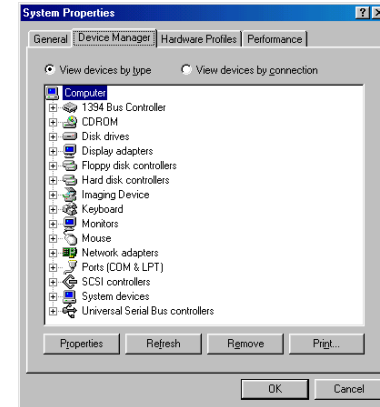 System Properties
General Device Manager Hardware Profiles Performance
View devices by type View devices by connection
Computer
1394 Bus Controller
CDROM
Disk drives
Display adapters
Floppy disk controllers
Hard disk controllers
Imaging Device
Keyboard
Monitors
Mouse
Network adapters
Ports (COM & LPT)
SCSI controllers
System devices
Universal Serial Bus controllers
Properties Refresh Remove Print...
OK Cancel